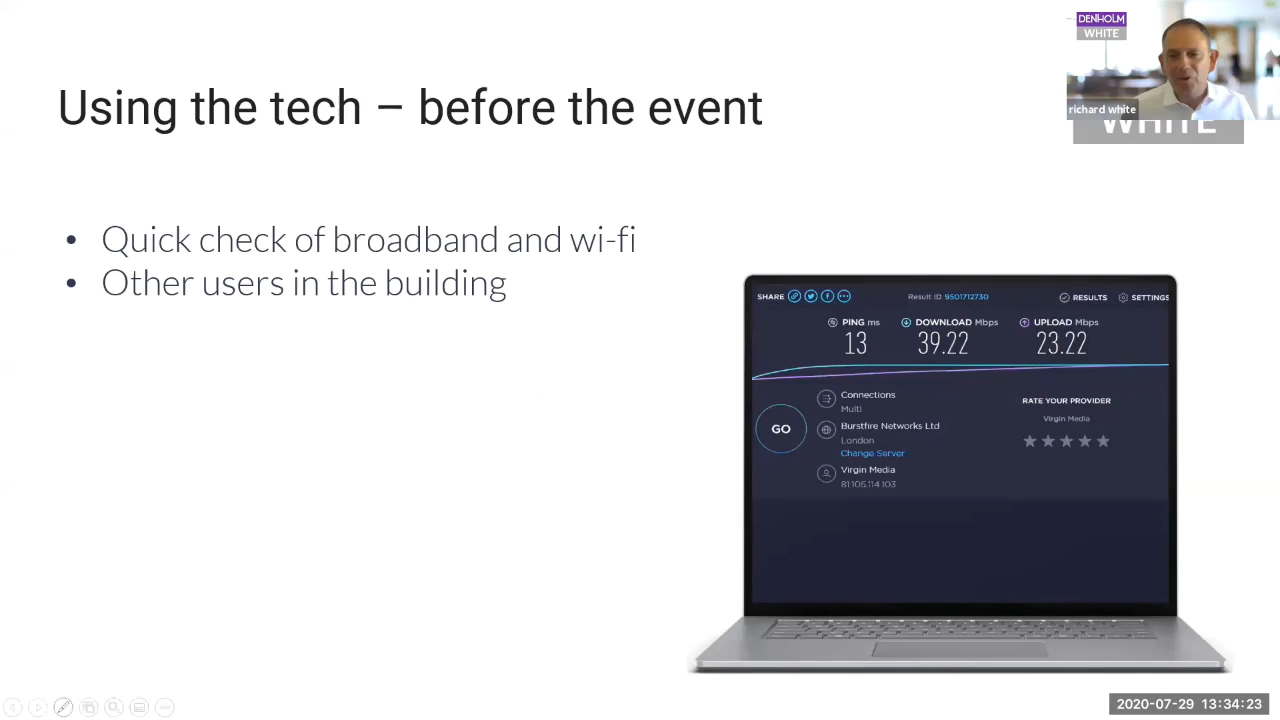 DENHOLM
WHITE
richard white
WHITE
Using the tech – before the event
• Quick check of broadband and wi-fi
• Other users in the building
SHARE
Result ID 9501712730
RESULTS
SETTINGS
PING ms
DOWNLOAD Mbps
UPLOAD Mbps
13
39.22
23.22
GO
Connections
Multi
Burstfire Networks Ltd
London
Change Server
Virgin Media
81.105.114.103
RATE YOUR PROVIDER
Virgin Media
2020-07-29 13:34:23